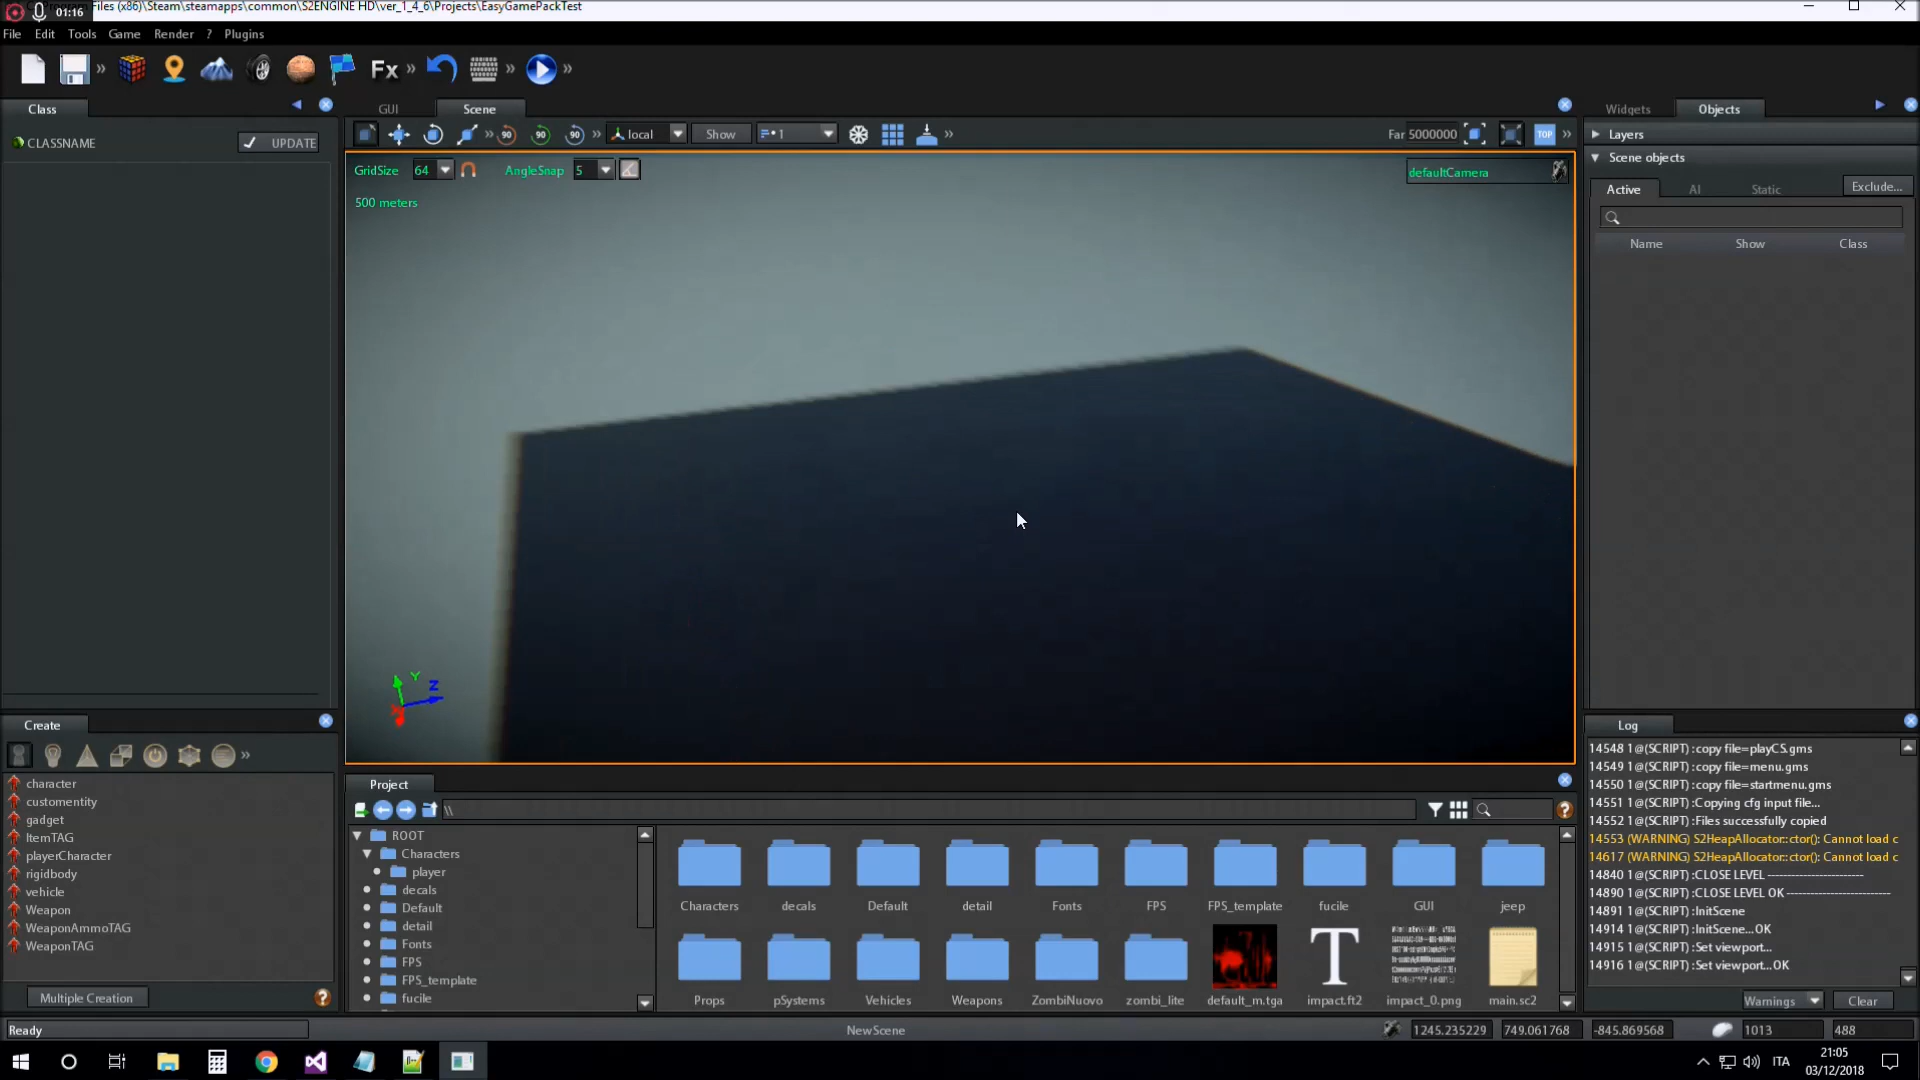 01:16
Files (x86)\Steam\steamapps\common\S2ENGINE HD\ver_1_4_6\Projects\EasyGamePackTest
File Edit Tools Game Render ? Plugins
Fx
Class
CLASSNAME
UPDATE
GUI
Scene
90 90 90
local
Show
1
Far 5000000
TOP
GridSize 64
AngleSnap 5
defaultCamera
500 meters
Y
Z
X
Widgets
Objects
Layers
Scene objects
Active
AI
Static
Exclude...
Name
Show
Class
Create
character
customentity
gadget
ItemTAG
playerCharacter
rigidbody
vehicle
Weapon
WeaponAmmoTAG
WeaponTAG
Multiple Creation
Project
\\
ROOT
Characters
player
decals
Default
detail
Fonts
FPS
FPS_template
fucile
Characters
decals
Default
detail
Fonts
FPS
FPS_template
fucile
GUI
jeep
Props
pSystems
Vehicles
Weapons
ZombiNuovo
zombi_lite
default_m.tga
impact.ft2
impact_0.png
main.sc2
Log
14548 1@(SCRIPT) :copy file=playCS.gms
14549 1@(SCRIPT) :copy file=menu.gms
14550 1@(SCRIPT) :copy file=startmenu.gms
14551 1@(SCRIPT) :Copying cfg input file...
14552 1@(SCRIPT) :Files successfully copied
14553 (WARNING) S2HeapAllocator::ctor(): Cannot load c
14617 (WARNING) S2HeapAllocator::ctor(): Cannot load c
14840 1@(SCRIPT) :CLOSE LEVEL -------------------------
14890 1@(SCRIPT) :CLOSE LEVEL OK ----------------------
14891 1@(SCRIPT) :InitScene
14914 1@(SCRIPT) :InitScene...OK
14915 1@(SCRIPT) :Set viewport...
14916 1@(SCRIPT) :Set viewport...OK
Warnings
Clear
Ready
NewScene
1245.235229
749.061768
-845.869568
1013
488
ITA
21:05
03/12/2018